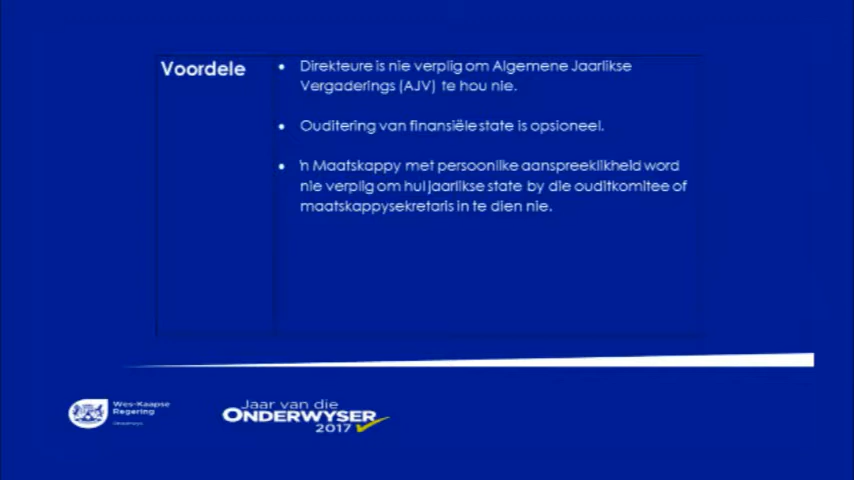 Voordele
• Direkteure is nie verplig om Algemene Jaarlikse
Vergaderings (AJV) te hou nie.
• Ouditering van finansiële state is opsioneel.
• 'n Maatskappy met persoonlike aanspreeklikheid word
nie verplig om hul jaarlikse state by die ouditkomitee of
maatskappysekretaris in te dien nie.
Wes-Kaapse
Regering
Jaar van die
ONDERWYSER
2017